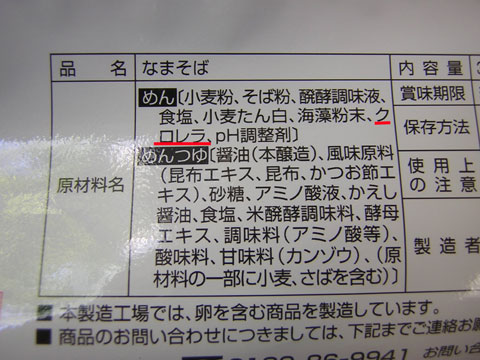 品　名　なまそば　内容量
原材料名
めん〔小麦粉、そば粉、醗酵調味液、
食塩、小麦たん白、海藻粉末、ク
ロレラ、pH調整剤〕
めんつゆ〔醤油(本醸造)、風味原料
(昆布エキス、昆布、かつお節エ
キス)、砂糖、アミノ酸液、かえし
醤油、食塩、米醗酵調味料、酵母
エキス、調味料(アミノ酸等)、
酸味料、甘味料(カンゾウ)、(原
材料の一部に小麦、さばを含む)〕
賞味期限
保存方法
使用上
の注意
製造者
■ 本製造工場では、卵を含む商品を製造しています。
■ 商品のお問い合わせにつきましては、下記までご連絡お願
お問い合